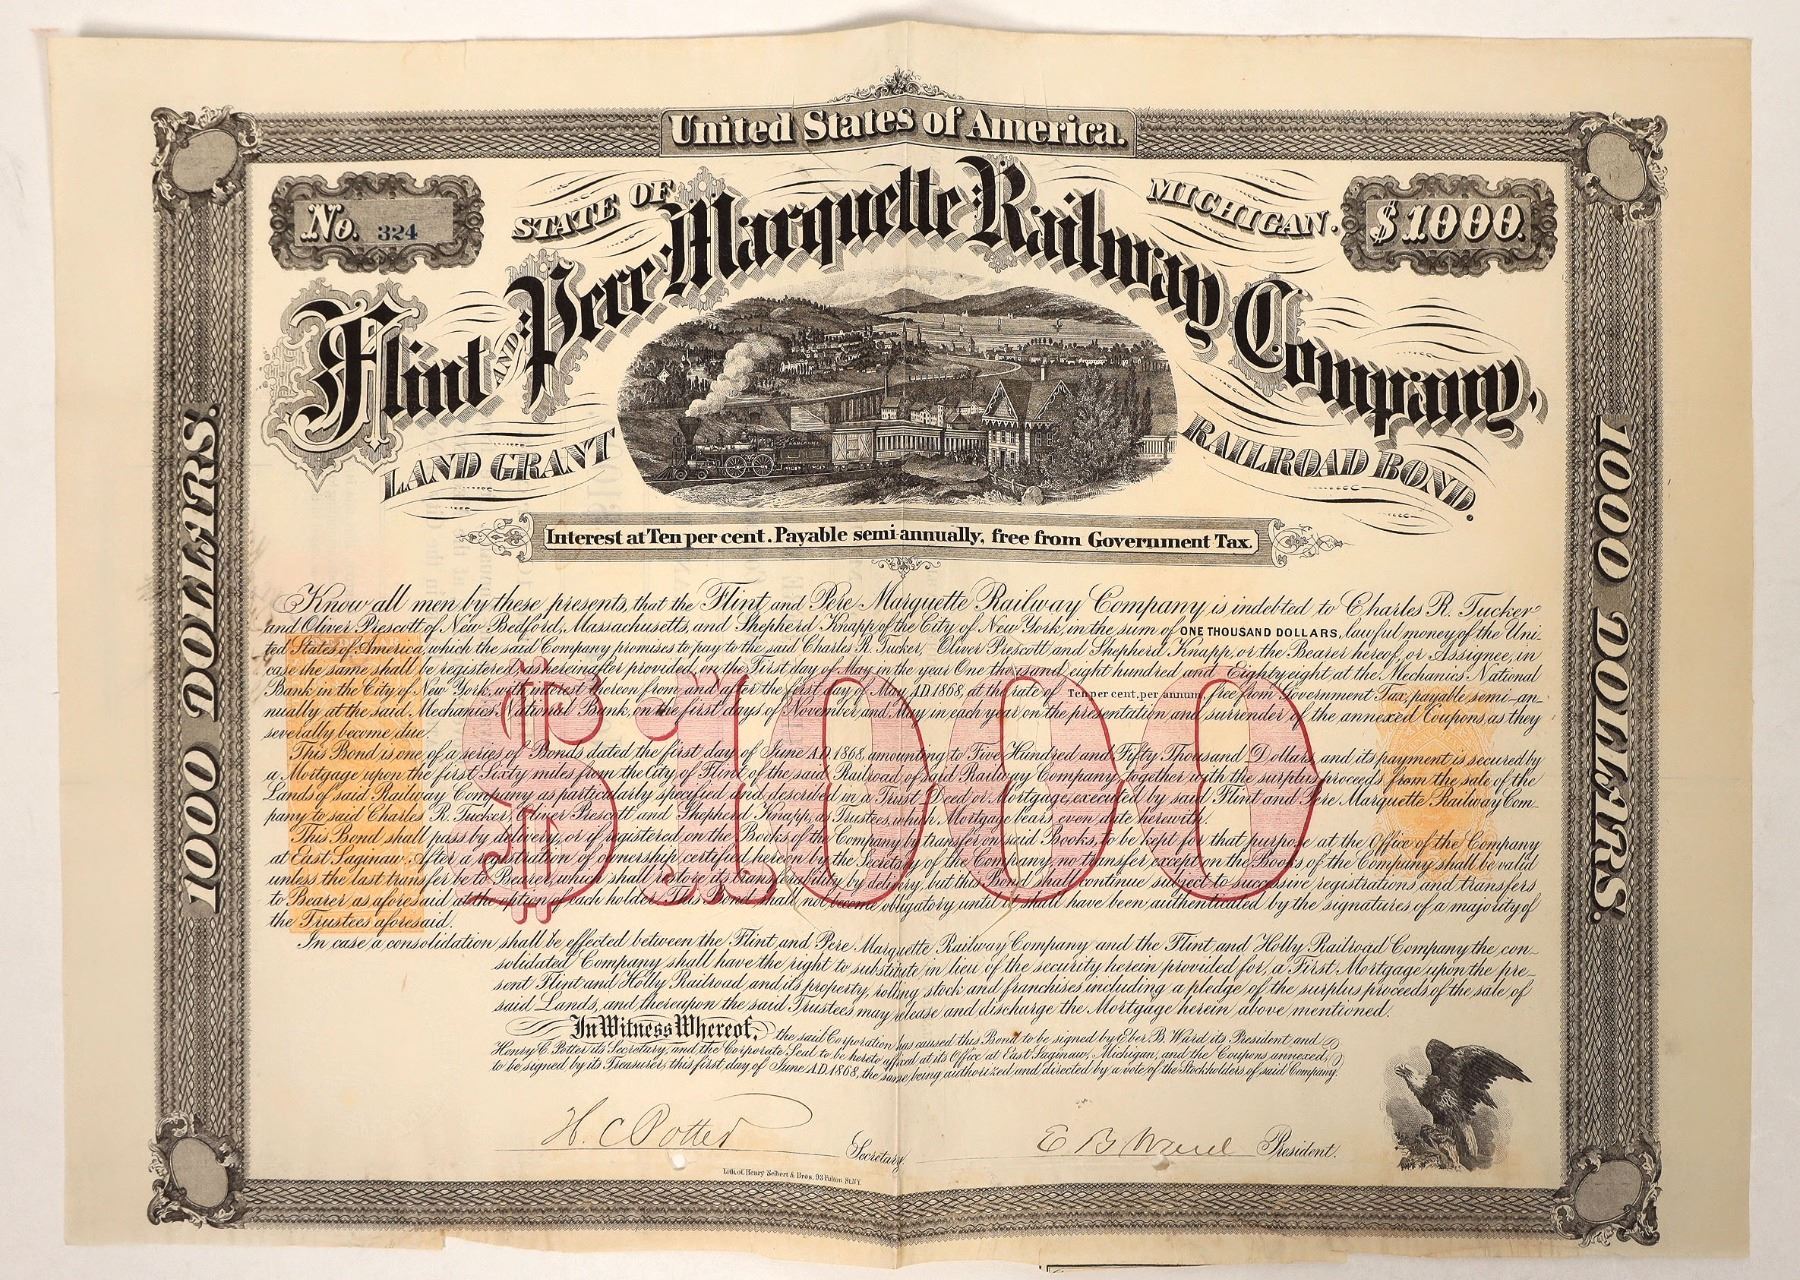 United States of America.
No. 324
STATE OF
MICHIGAN.
$1000.
Flint AND Pere Marquette Railway Company.
LAND GRANT
RAILROAD BOND.
1000 DOLLARS.
1000 DOLLARS.
Interest at Ten per cent. Payable semi-annually, free from Government Tax.
Know all men by these presents, that the Flint and Pere Marquette Railway Company is indebted to Charles R. Tucker
and Oliver Prescott of New Bedford, Massachusetts, and Shepherd Knapp of the City of New York, in the sum of ONE THOUSAND DOLLARS, lawful money of the Uni-
ted States of America, which the said Company promises to pay to the said Charles R. Tucker, Oliver Prescott and Shepherd Knapp, or the Bearer hereof, or Assignee, in
case the same shall be registered as hereinafter provided, on the First day of May in the year One thousand eight hundred and Eighty eight at the Mechanics National
Bank in the City of New York, with interest thereon from and after the first day of May A.D. 1868, at the rate of Ten per cent, per annum, free from Government Tax, payable semi-an-
nually at the said Mechanics' National Bank, on the first days of November and May in each year on the presentation and surrender of the annexed Coupons, as they
severally become due.
This Bond is one of a series of Bonds dated the first day of June A.D. 1868, amounting to Five Hundred and Fifty Thousand Dollars, and its payment is secured by
a Mortgage upon the first Sixty miles from the City of Flint of the said Railroad of said Railway Company, together with the surplus proceeds from the sale of the
Lands of said Railway Company as particularly specified and described in a Trust Deed or Mortgage, executed by said Flint and Pere Marquette Railway Com-
pany to said Charles R. Tucker, Oliver Prescott and Shepherd Knapp, as Trustees, which Mortgage bears even date herewith.
This Bond shall pass by delivery, or if registered on the Books of the Company by transfer on said Books, to be kept for that purpose at the Office of the Company
at East Saginaw. After a registration of ownership certified hereon by the Secretary of the Company, no transfer except on the Books of the Company shall be valid
unless the last transfer be to Bearer, which shall restore its transferability by delivery, but this Bond shall continue subject to successive registrations and transfers
to Bearer as aforesaid at the option of each holder. This Bond shall not become obligatory until it shall have been authenticated by the signatures of a majority of
the Trustees aforesaid.
In case a consolidation shall be effected between the Flint and Pere Marquette Railway Company and the Flint and Holly Railroad Company the con-
solidated Company shall have the right to substitute, in lieu of the security herein provided for, a First Mortgage upon the pre-
sent Flint and Holly Railroad, and its property, rolling stock and franchises including a pledge of the surplus proceeds of the sale of
said Lands, and thereupon the said Trustees may release and discharge the Mortgage herein above mentioned.
In Witness Whereof, the said Corporation has caused this Bond to be signed by Eber B. Ward its President and
Henry C. Potter its Secretary, and the Corporate Seal to be hereto affixed at its Office at East Saginaw, Michigan, and the Coupons annexed,
to be signed by its Treasurer, this first day of June A.D. 1868, the same being authorized and directed by a vote of the Stockholders of said Company.
$1000
H. C Potter Secretary
E B Ward President.
Lith. of Henry Seibert & Bros. 93 Fulton St. N.Y.